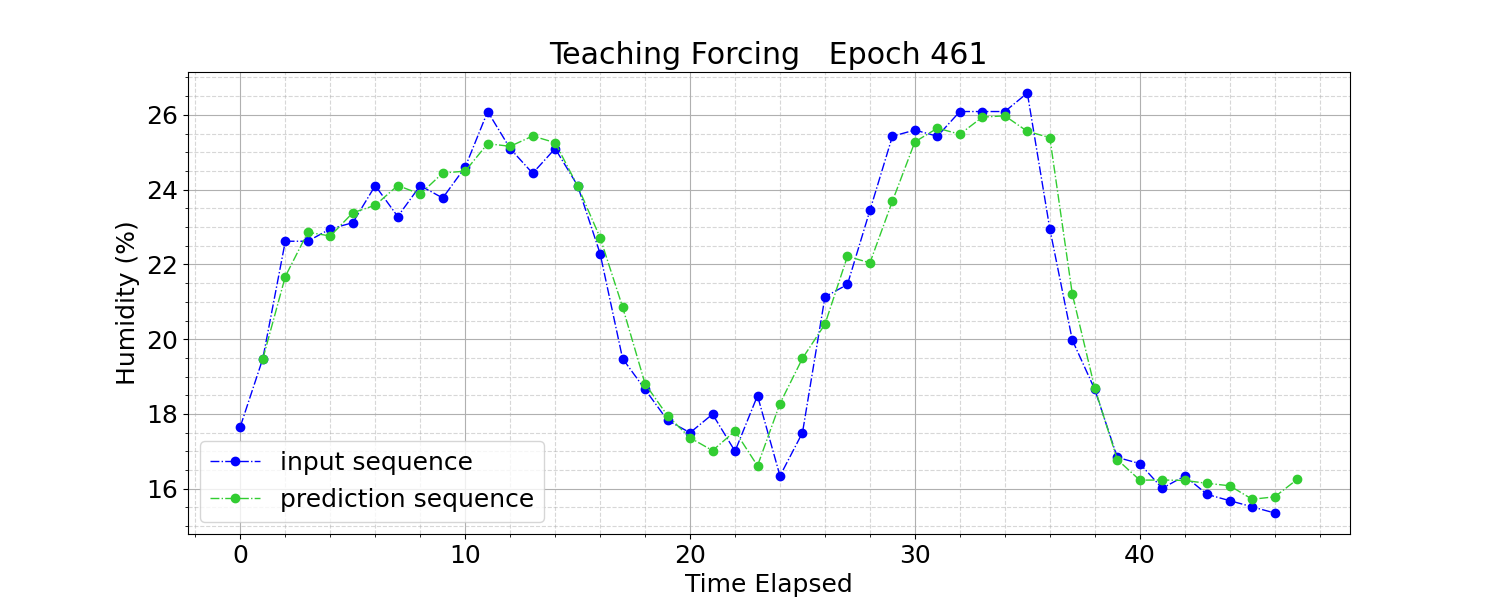 Teaching Forcing   Epoch 461
Humidity (%)
26
24
22
20
18
16
input sequence
prediction sequence
0 10 20 30 40
Time Elapsed